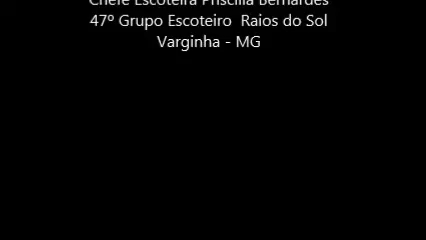 Chefe Escoteira Priscilla Bernardes
47º Grupo Escoteiro Raios do Sol
Varginha - MG